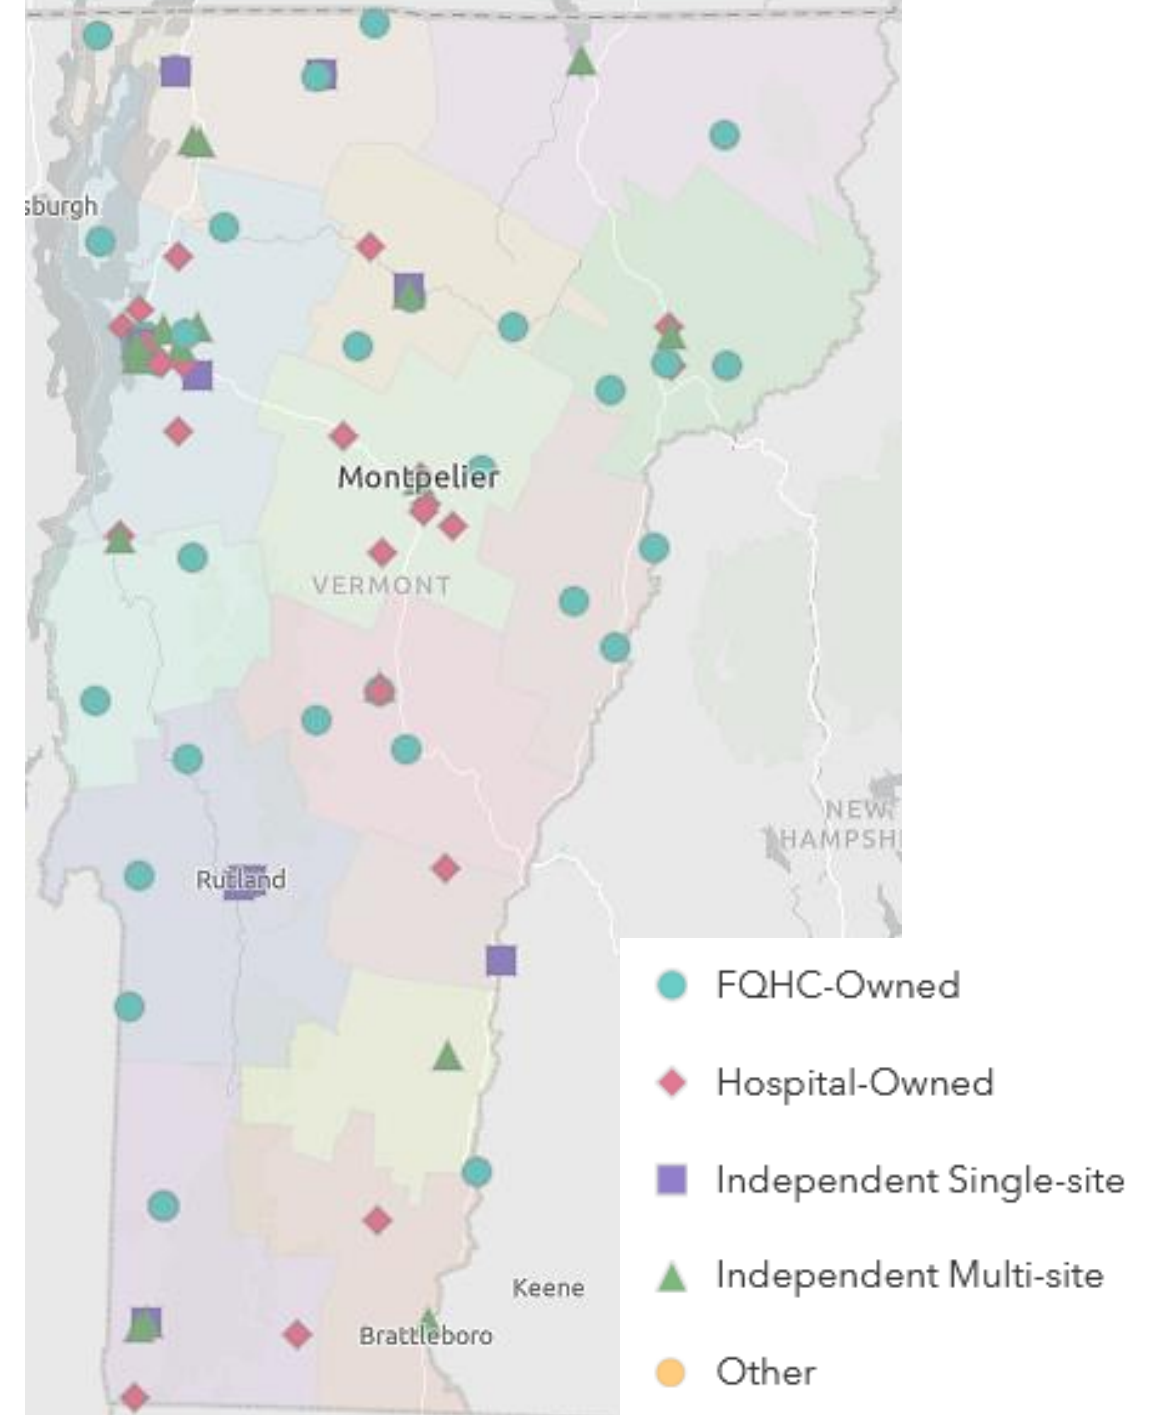 sburgh
Montpelier
VERMONT
NEW
HAMPSH
Rutland
FQHC-Owned
Hospital-Owned
Independent Single-site
Keene
Independent Multi-site
Brattleboro
Other